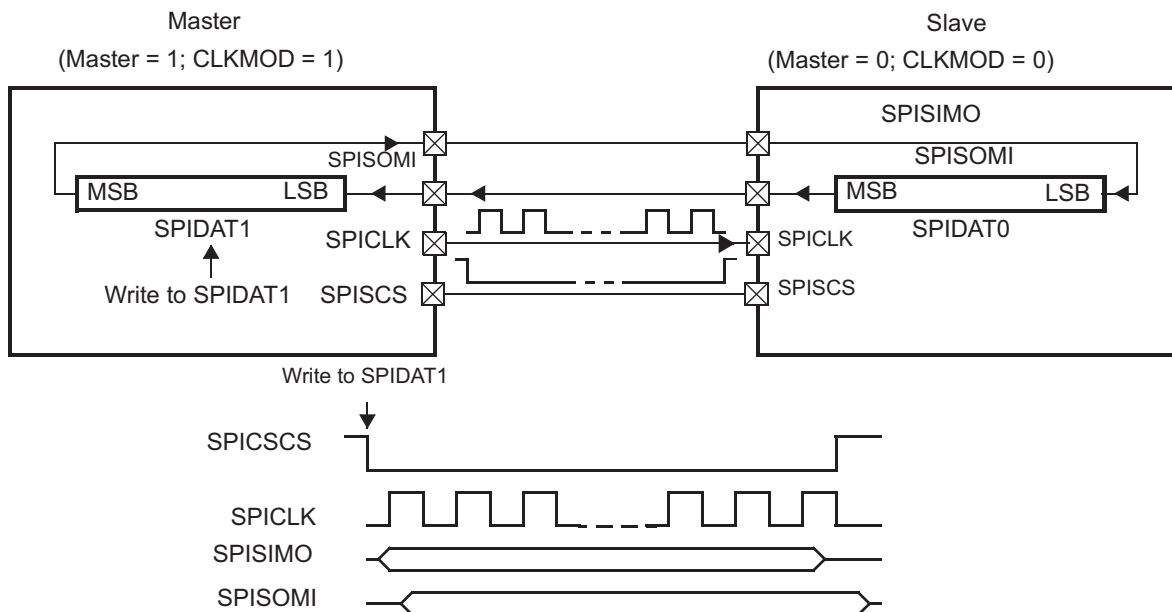 Master
(Master = 1; CLKMOD = 1)
Slave
(Master = 0; CLKMOD = 0)
SPISIMO
SPISOMI
SPISOMI
MSB LSB
MSB LSB
SPIDAT1
SPIDAT0
SPICLK
SPICLK
Write to SPIDAT1
SPISCS
SPISCS
Write to SPIDAT1
SPICSCS
SPICLK
SPISIMO
SPISOMI